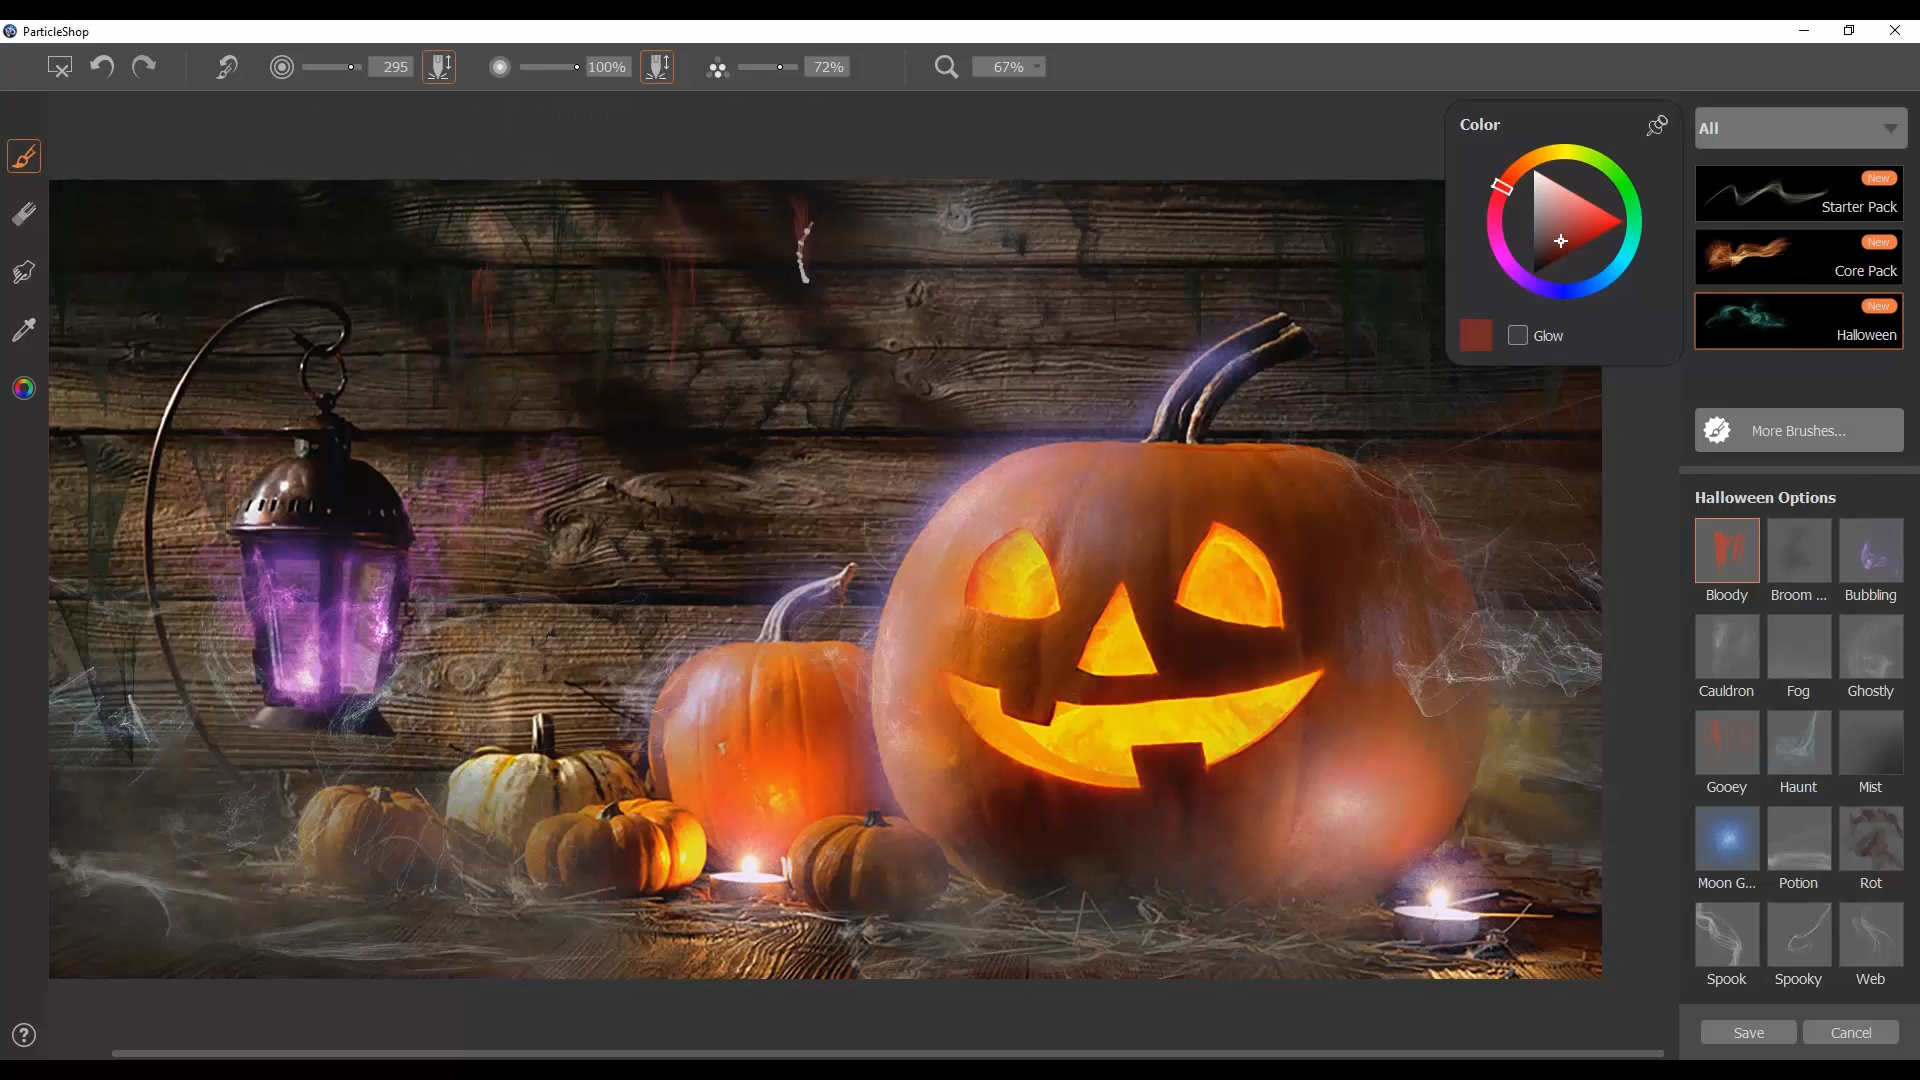 ParticleShop
295
100%
72%
67%
Color
Glow
All
New
Starter Pack
New
Core Pack
New
Halloween
More Brushes...
Halloween Options
Bloody
Broom ...
Bubbling
Cauldron
Fog
Ghostly
Gooey
Haunt
Mist
Moon G...
Potion
Rot
Spook
Spooky
Web
?
Save
Cancel